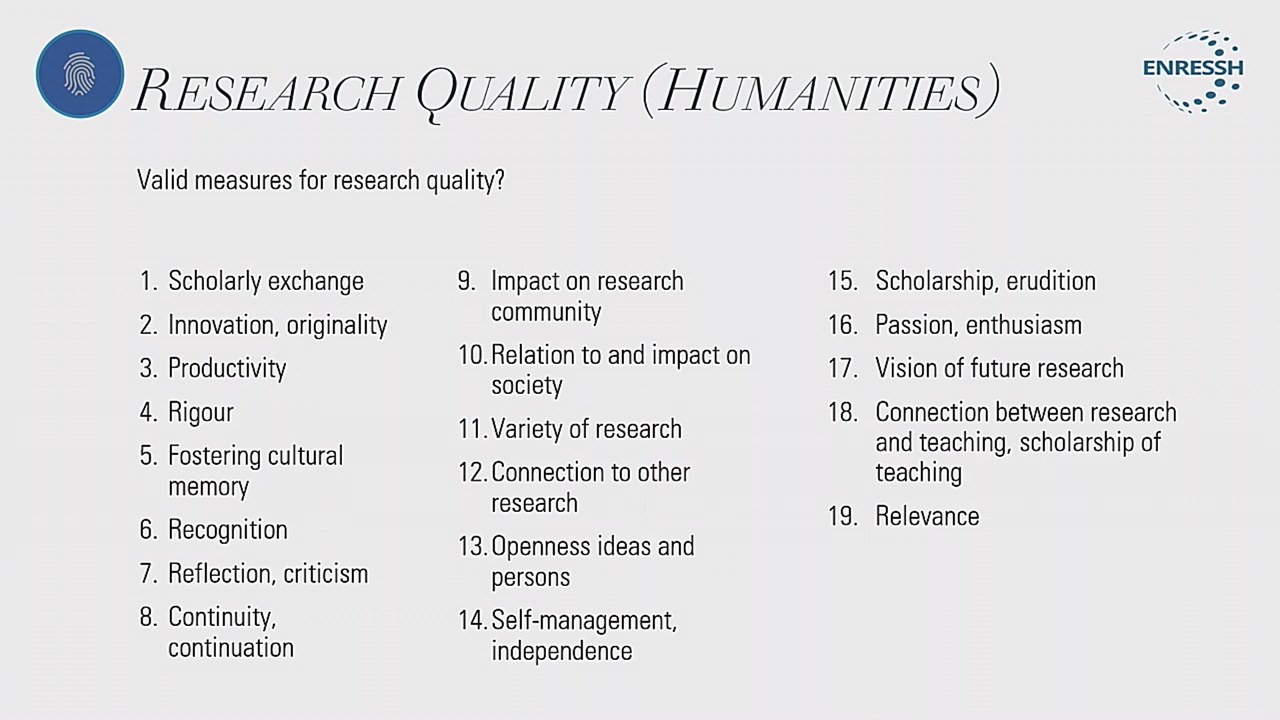 RESEARCH QUALITY (HUMANITIES)
ENRESSH
Valid measures for research quality?
1. Scholarly exchange
2. Innovation, originality
3. Productivity
4. Rigour
5. Fostering cultural
memory
6. Recognition
7. Reflection, criticism
8. Continuity,
continuation
9. Impact on research
community
10. Relation to and impact on
society
11. Variety of research
12. Connection to other
research
13. Openness ideas and
persons
14. Self-management,
independence
15. Scholarship, erudition
16. Passion, enthusiasm
17. Vision of future research
18. Connection between research
and teaching, scholarship of
teaching
19. Relevance